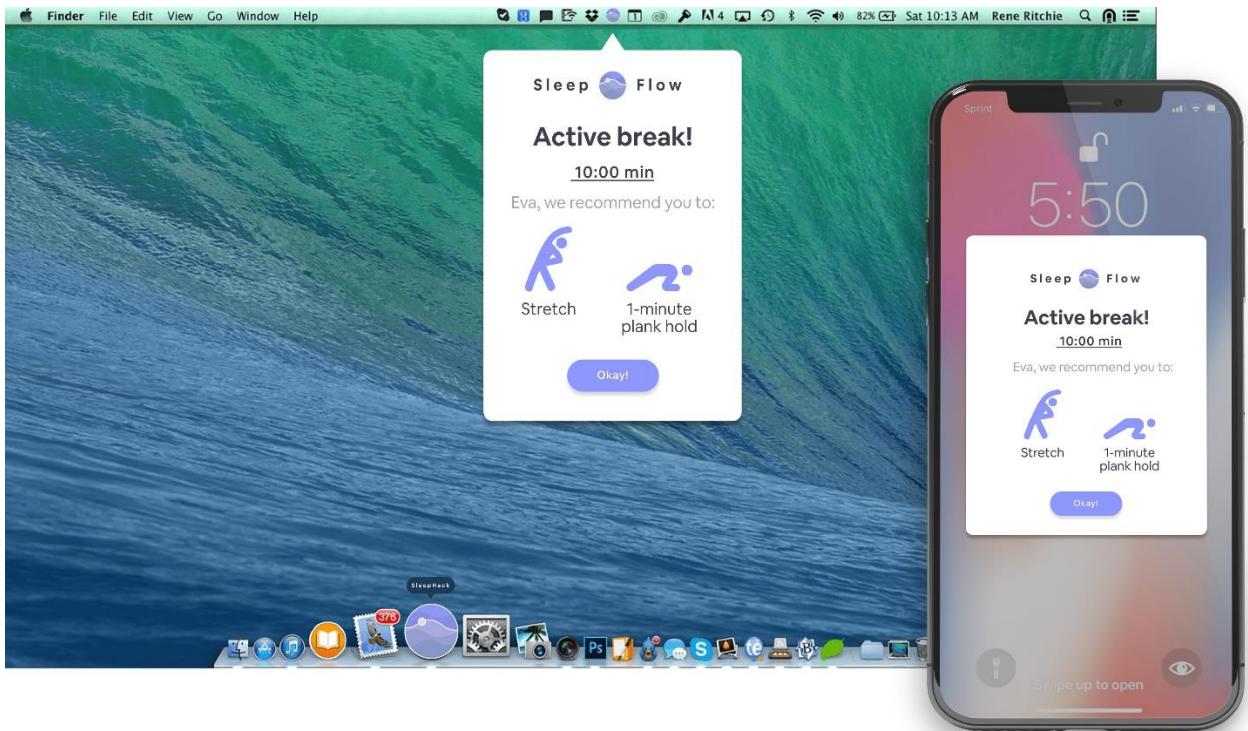 Finder File Edit View Go Window Help 4 82% Sat 10:13 AM Rene Ritchie
Sleep Flow
Active break!
10:00 min
Eva, we recommend you to:
Stretch
1-minute
plank hold
Okay!
SleepHack
376
Ps
S
Sprint
5:50
Sleep Flow
Active break!
10:00 min
Eva, we recommend you to:
Stretch
1-minute
plank hold
Okay!
Swipe up to open